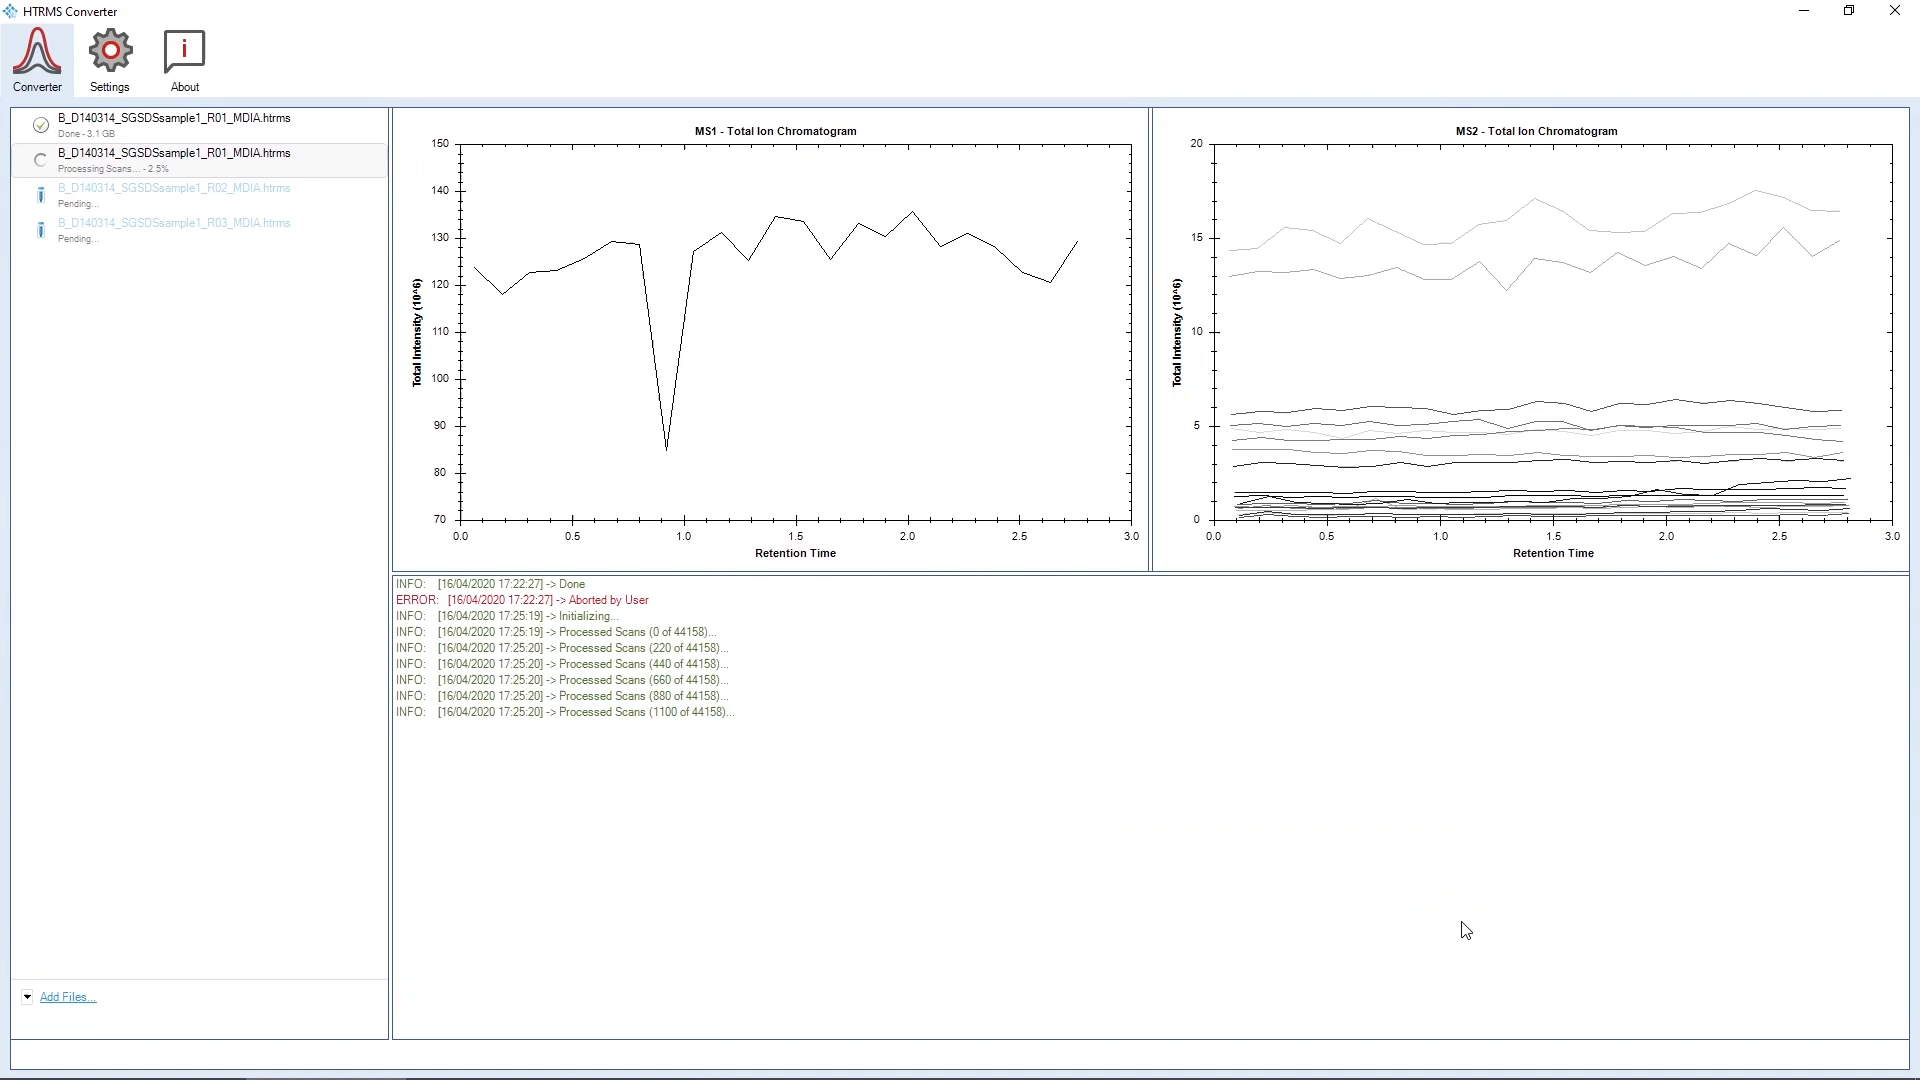 HTRMS Converter
Converter
Settings
About
B_D140314_SGSDSsample1_R01_MDIA.htrms
Done - 3.1 GB
B_D140314_SGSDSsample1_R01_MDIA.htrms
Processing Scans... - 2.5%
B_D140314_SGSDSsample1_R02_MDIA.htrms
Pending...
B_D140314_SGSDSsample1_R03_MDIA.htrms
Pending...
Add Files...
MS1 - Total Ion Chromatogram
150
140
130
120
110
100
90
80
70
Total Intensity (10^6)
0.0 0.5 1.0 1.5 2.0 2.5 3.0
Retention Time
MS2 - Total Ion Chromatogram
20
15
10
5
0
Total Intensity (10^6)
0.0 0.5 1.0 1.5 2.0 2.5 3.0
Retention Time
INFO: [16/04/2020 17:22:27] -> Done
ERROR: [16/04/2020 17:22:27] -> Aborted by User
INFO: [16/04/2020 17:25:19] -> Initializing...
INFO: [16/04/2020 17:25:19] -> Processed Scans (0 of 44158)...
INFO: [16/04/2020 17:25:20] -> Processed Scans (220 of 44158)...
INFO: [16/04/2020 17:25:20] -> Processed Scans (440 of 44158)...
INFO: [16/04/2020 17:25:20] -> Processed Scans (660 of 44158)...
INFO: [16/04/2020 17:25:20] -> Processed Scans (880 of 44158)...
INFO: [16/04/2020 17:25:20] -> Processed Scans (1100 of 44158)...